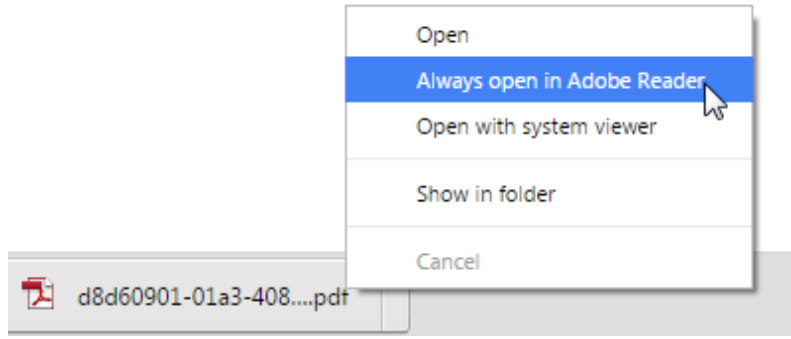 Open
Always open in Adobe Reader
Open with system viewer
Show in folder
Cancel
d8d60901-01a3-408....pdf